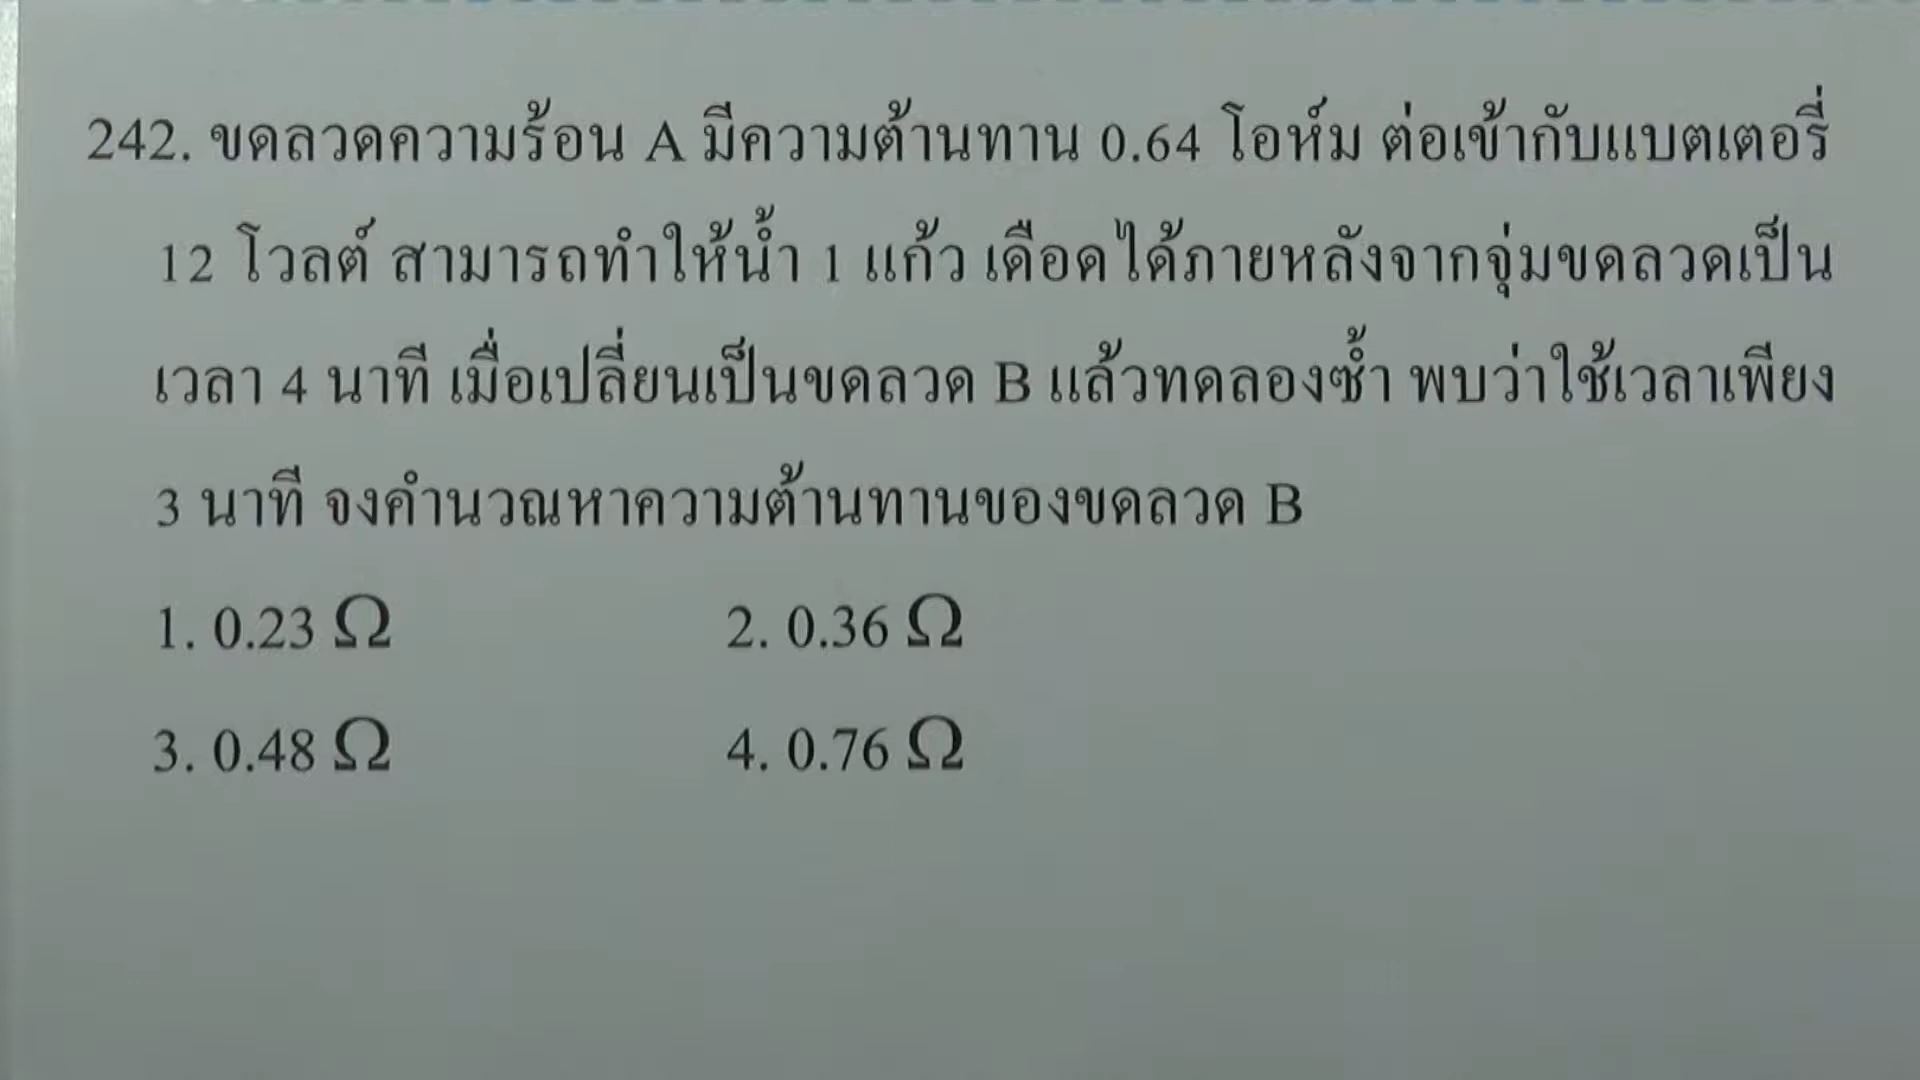 242. ขดลวดความร้อน A มีความต้านทาน 0.64 โอห์ม ต่อเข้ากับแบตเตอรี่
12 โวลต์ สามารถทำให้น้ำ 1 แก้ว เดือดได้ภายหลังจากจุ่มขดลวดเป็น
เวลา 4 นาที เมื่อเปลี่ยนเป็นขดลวด B แล้วทดลองซ้ำ พบว่าใช้เวลาเพียง
3 นาที จงคำนวณหาความต้านทานของขดลวด B
1. 0.23 Ω 2. 0.36 Ω
3. 0.48 Ω 4. 0.76 Ω